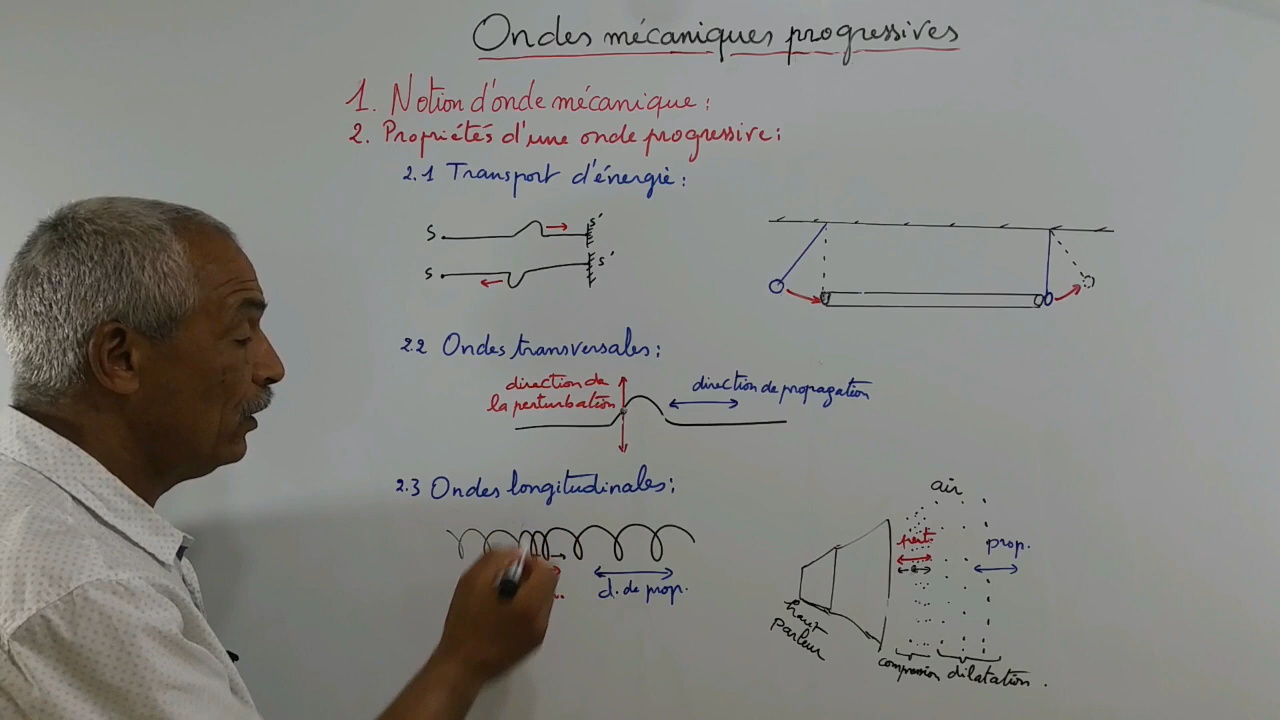 Ondes mécaniques progressives
1. Notion d'onde mécanique :
2. Propriétés d'une onde progressive :
2.1 Transport d'énergie :
S S'
S S'
2.2 Ondes transversales :
direction de
la perturbation
direction de propagation
2.3 Ondes longitudinales :
d. de prop.
air
pert.
prop.
haut
parleur
compression dilatation .